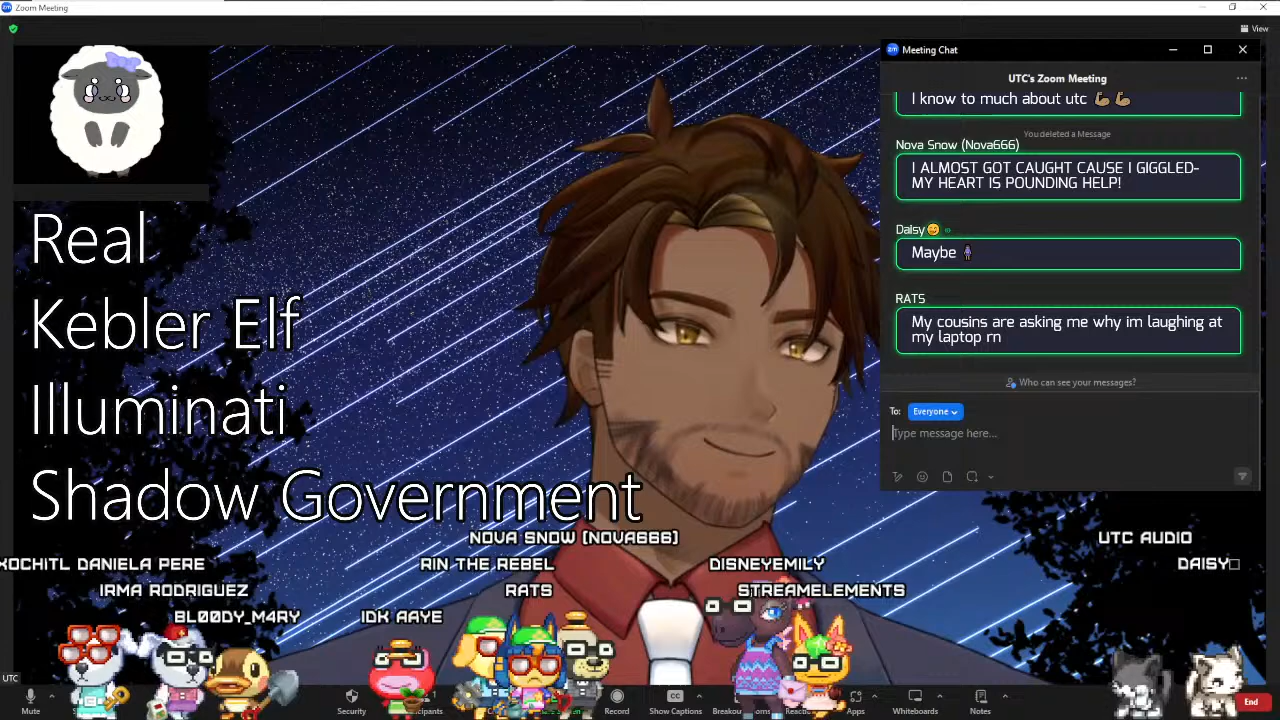 Zoom Meeting
View
Meeting Chat
UTC's Zoom Meeting
I know to much about utc
You deleted a Message
Nova Snow (Nova666)
I ALMOST GOT CAUGHT CAUSE I GIGGLED-
MY HEART IS POUNDING HELP!
Daisy
Maybe
RATS
My cousins are asking me why im laughing at
my laptop rn
Who can see your messages?
To: Everyone
Type message here...
Real
Kebler Elf
Illuminati
Shadow Government
NOVA SNOW [NOVA666]
UTC AUDIO
XOCHITL DANIELA PERE
RIN THE REBEL
DISNEYEMILY
DAISY
IRMA RODRIGUEZ
RATS
STREAMELEMENTS
BL00DY_M4RY
IDK AAYE
UTC
Mute
Security
Record
Show Captions
Apps
Whiteboards
Notes
End